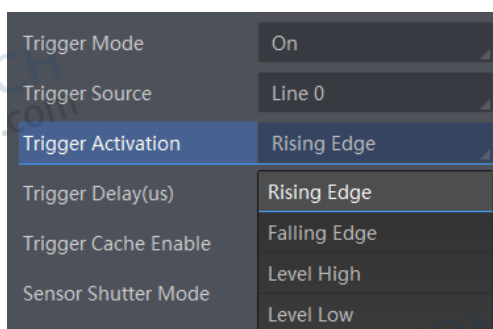 Trigger Mode On
Trigger Source Line 0
Trigger Activation Rising Edge
Trigger Delay(us) Rising Edge
Trigger Cache Enable Falling Edge
Level High
Sensor Shutter Mode
Level Low
.com